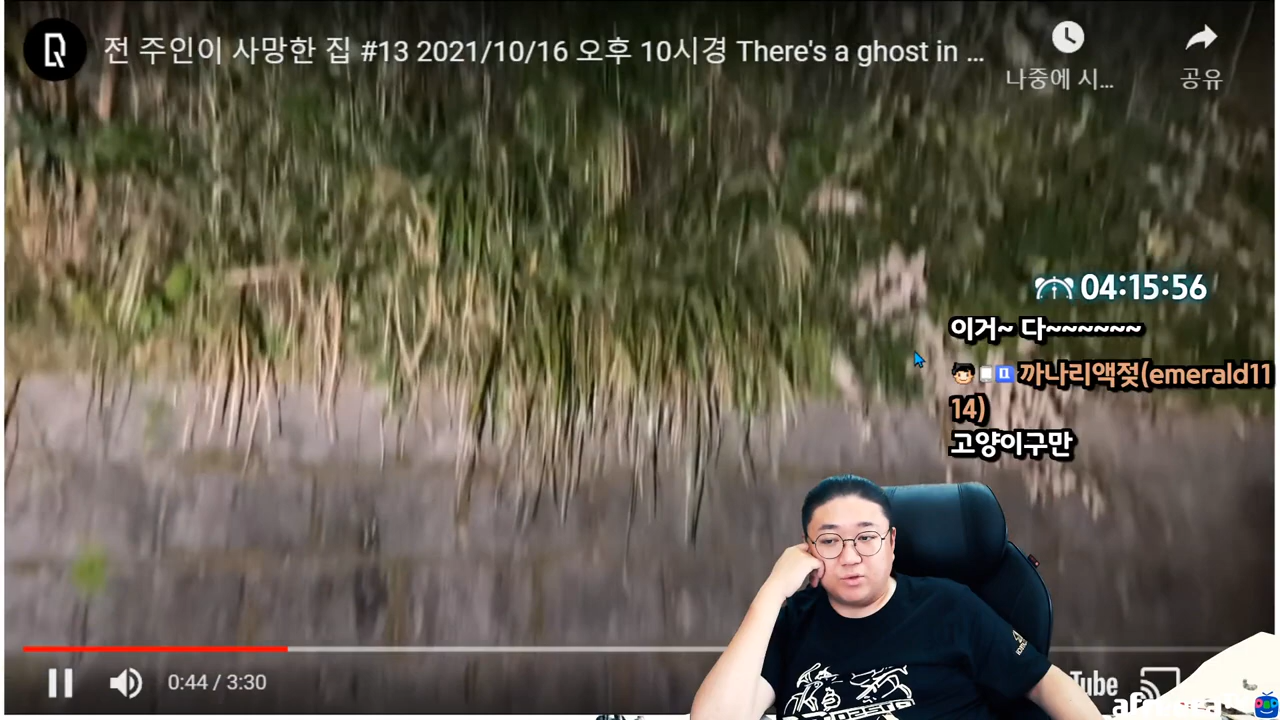 전 주인이 사망한 집 #13 2021/10/16 오후 10시경 There's a ghost in ...
나중에 시...
공유
04:15:56
이거~ 다~~~~~~
까나리액젖(emerald11
14)
고양이구만
0:44 / 3:30
Tube